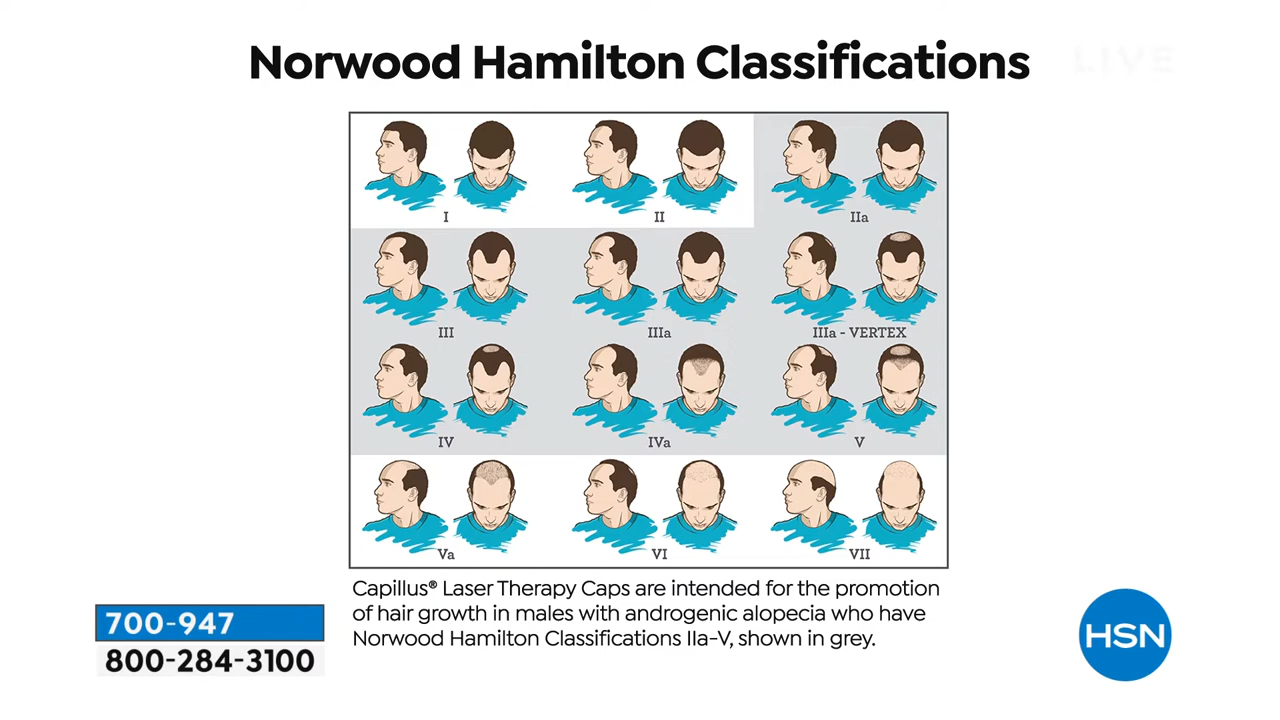 Norwood Hamilton Classifications
LIVE
I
II
IIa
III
IIIa
IIIa - VERTEX
IV
IVa
V
Va
VI
VII
Capillus® Laser Therapy Caps are intended for the promotion
of hair growth in males with androgenic alopecia who have
Norwood Hamilton Classifications IIa-V, shown in grey.
700-947
800-284-3100
HSN